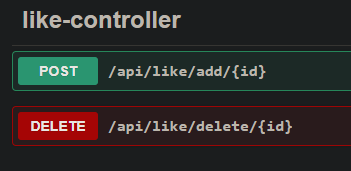 like-controller
POST /api/like/add/{id}
DELETE /api/like/delete/{id}